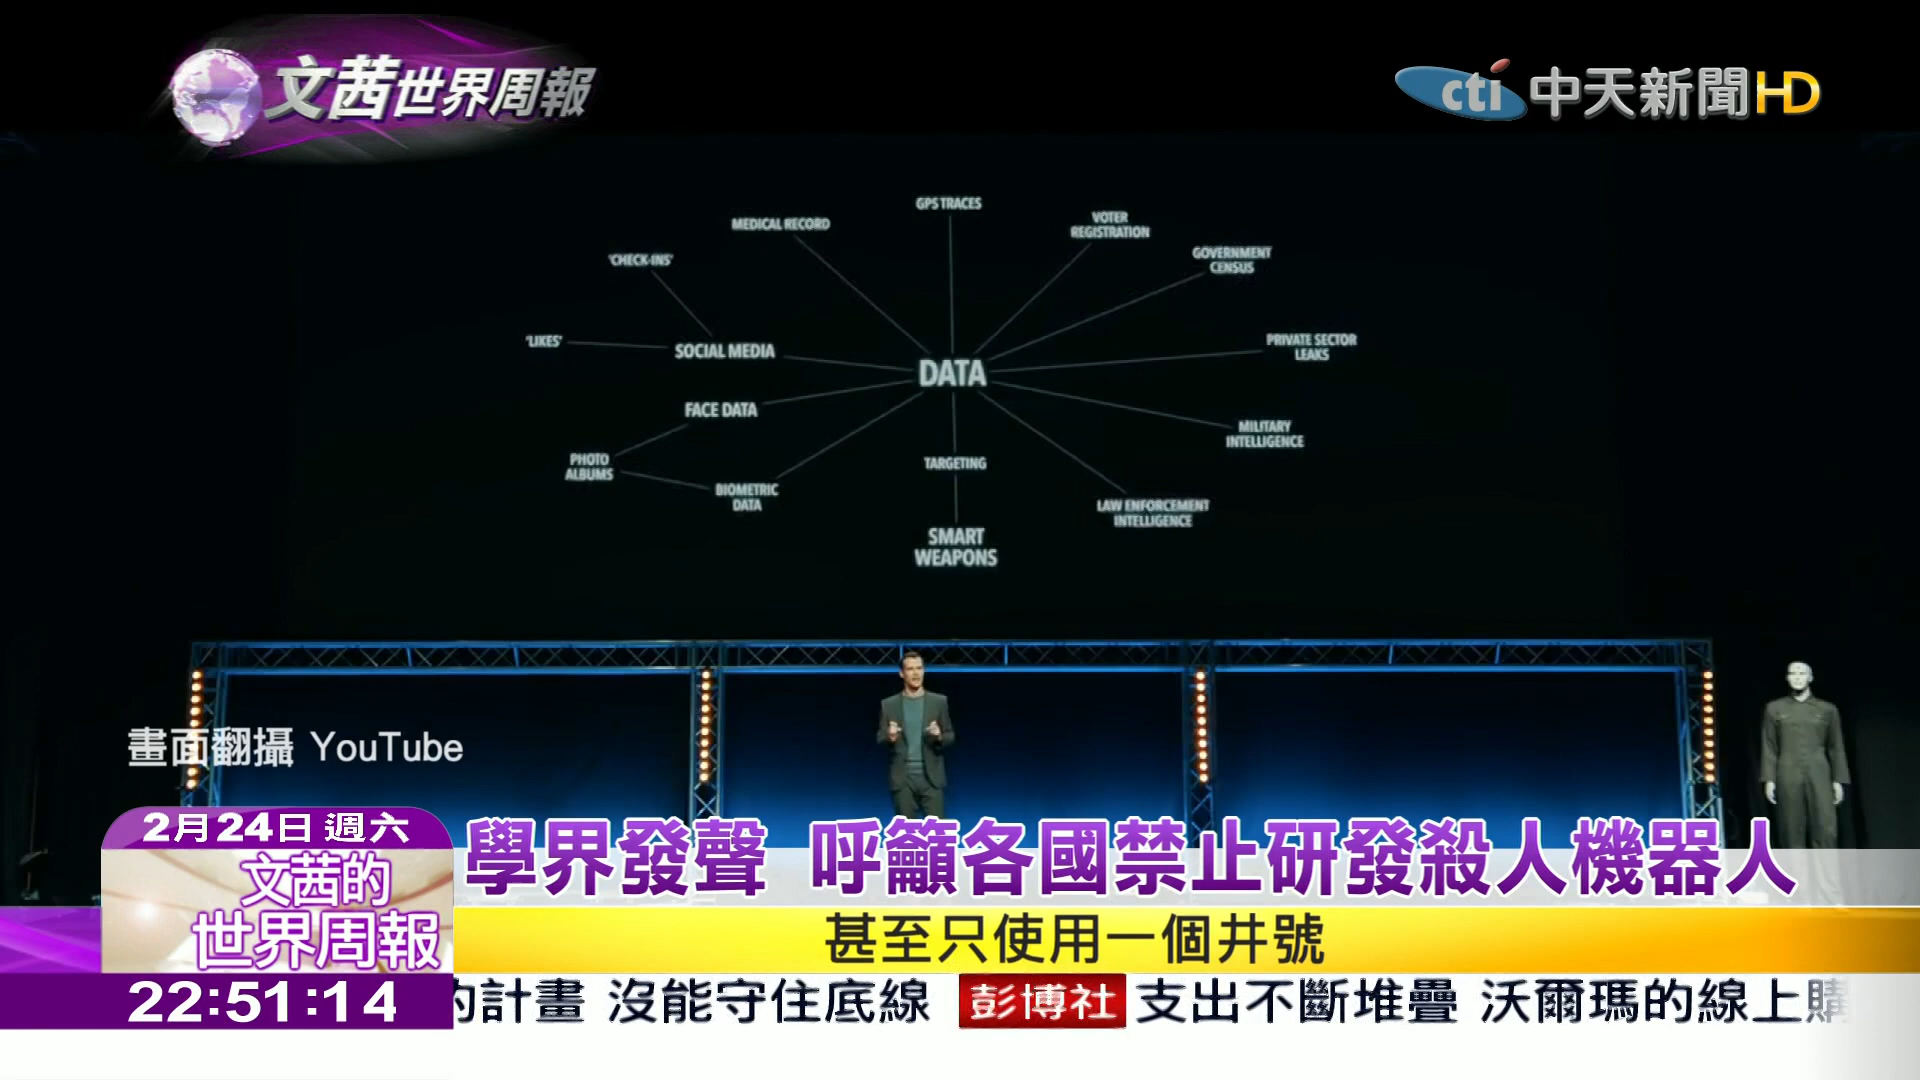 文茜世界周報
cti 中天新聞HD
GPS TRACES
MEDICAL RECORD
VOTER
REGISTRATION
GOVERNMENT
CENSUS
'CHECK-INS'
'LIKES'
SOCIAL MEDIA
PRIVATE SECTOR
LEAKS
DATA
FACE DATA
MILITARY
INTELLIGENCE
PHOTO
ALBUMS
TARGETING
BIOMETRIC
DATA
LAW ENFORCEMENT
INTELLIGENCE
SMART
WEAPONS
畫面翻攝 YouTube
2月24日 週六
學界發聲 呼籲各國禁止研發殺人機器人
文茜的
世界周報
甚至只使用一個井號
22:51:14
的計畫 沒能守住底線 彭博社 支出不斷堆疊 沃爾瑪的線上購